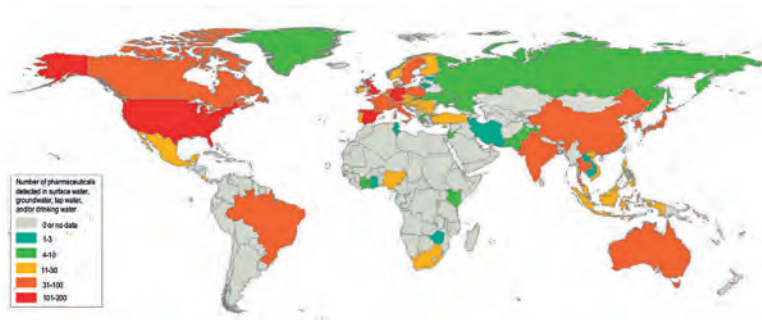 Number of pharmaceuticals
detected in surface water,
groundwater, tap water,
and/or drinking water
0 or no data
1-3
4-10
11-30
31-100
101-200